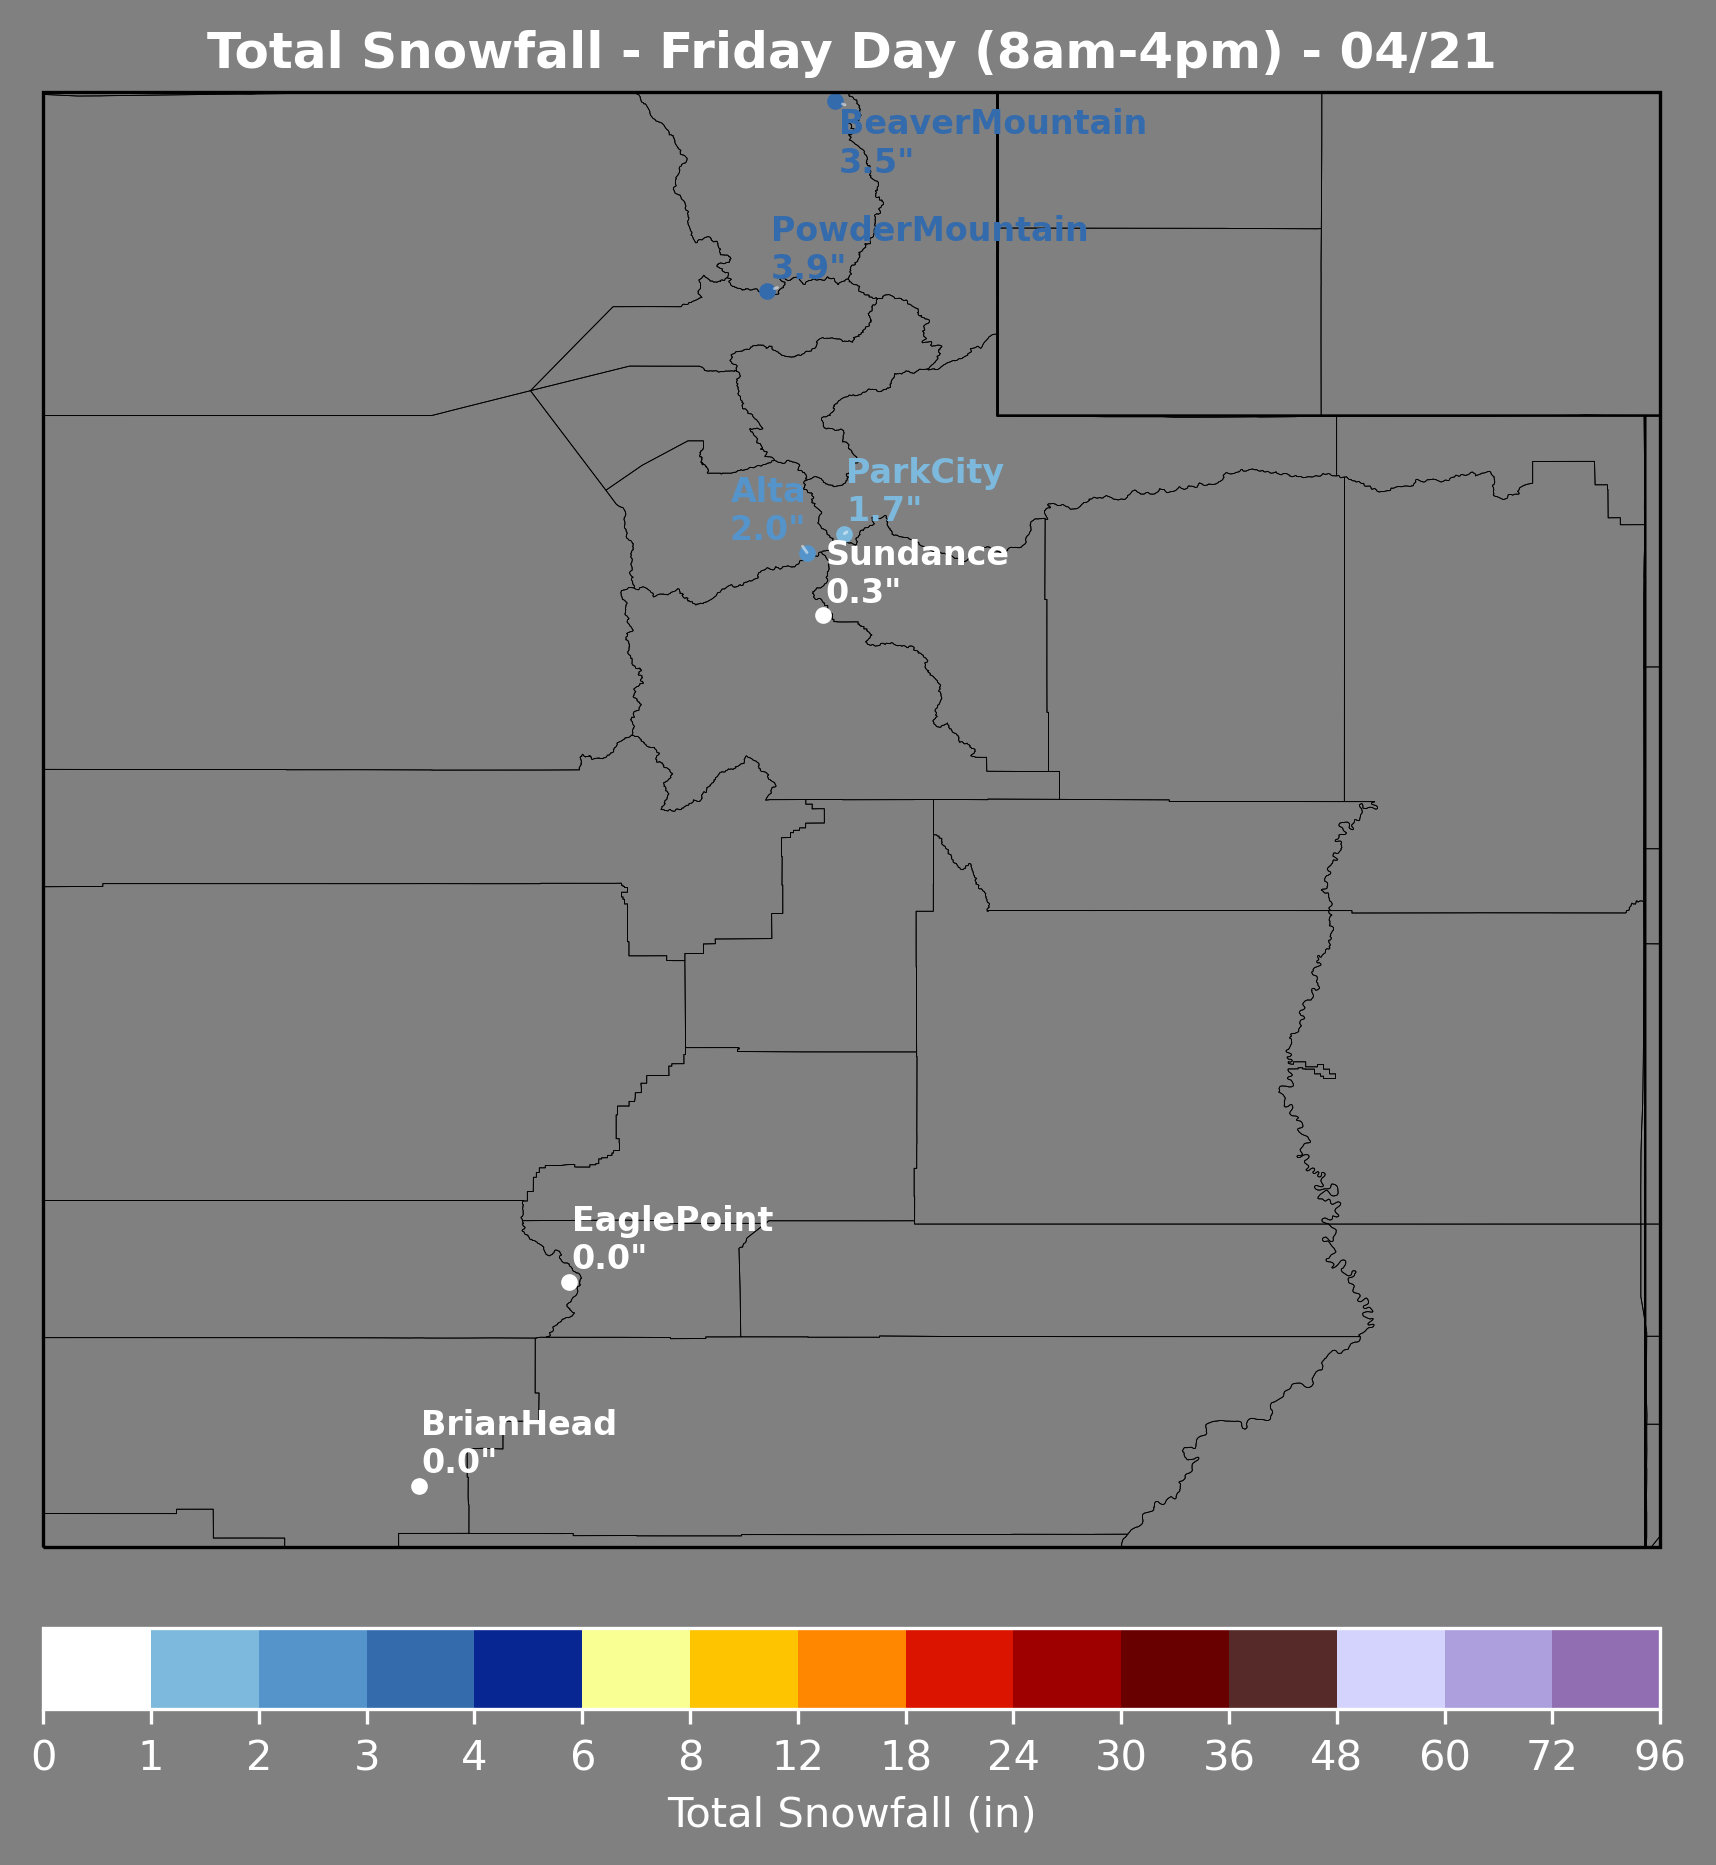 Total Snowfall - Friday Day (8am-4pm) - 04/21
BeaverMountain
3.5"
PowderMountain
3.9"
ParkCity
1.7"
Alta
2.0"
Sundance
0.3"
EaglePoint
0.0"
BrianHead
0.0"
0 1 2 3 4 6 8 12 18 24 30 36 48 60 72 96
Total Snowfall (in)